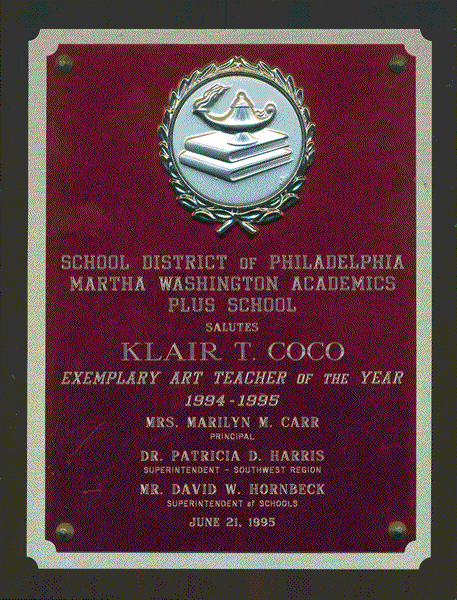 SCHOOL DISTRICT OF PHILADELPHIA
MARTHA WASHINGTON ACADEMICS
PLUS SCHOOL
SALUTES
KLAIR T. COCO
EXEMPLARY ART TEACHER OF THE YEAR
1994-1995
MRS. MARILYN M. CARR
PRINCIPAL
DR. PATRICIA D. HARRIS
SUPERINTENDENT - SOUTHWEST REGION
MR. DAVID W. HORNBECK
SUPERINTENDENT of SCHOOLS
JUNE 21, 1995